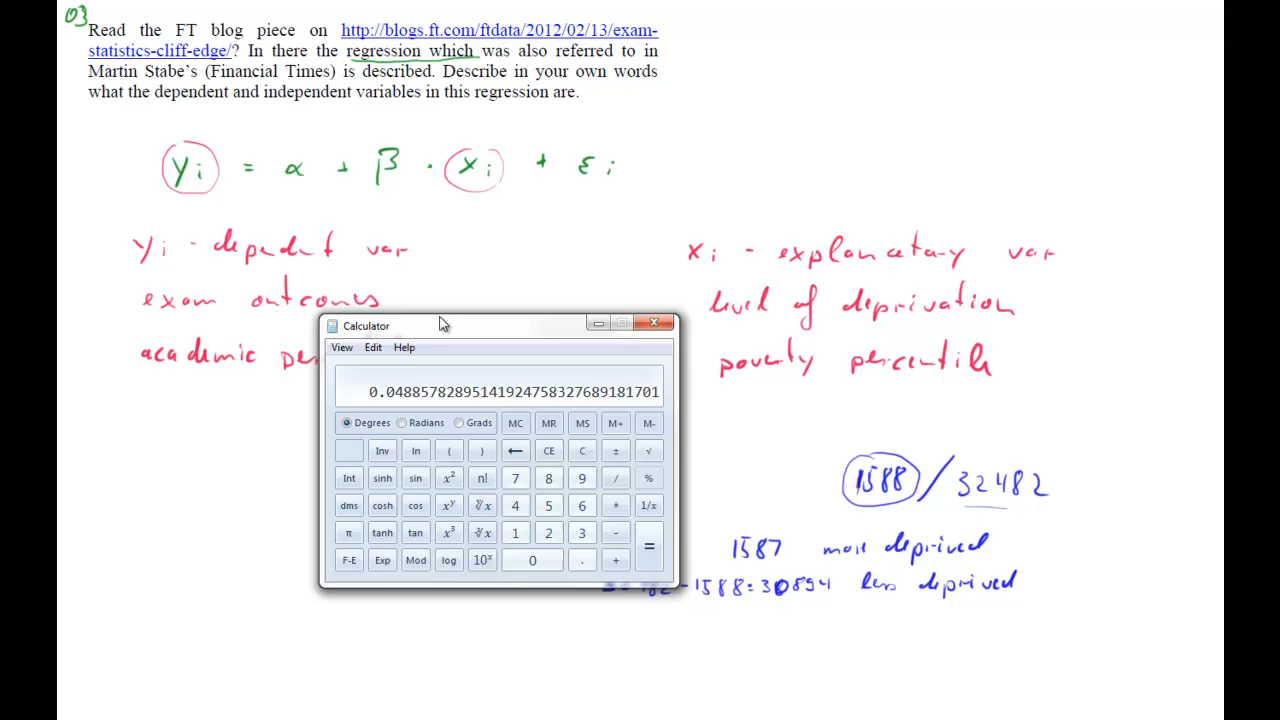 Q3
Read the FT blog piece on http://blogs.ft.com/ftdata/2012/02/13/exam-
statistics-cliff-edge/? In there the regression which was also referred to in
Martin Stabe’s (Financial Times) is described. Describe in your own words
what the dependent and independent variables in this regression are.
yi = α + β · xi + εi
yi - dependent var
xi - explanatory var
exam outcomes
level of deprivation
academic per
poverty percentile
Calculator
View Edit Help
0.048857828951419247583276891817​01
Degrees Radians Grads MC MR MS M+ M-
Inv ln ( ) ← CE C ± √
Int sinh sin x² n! 7 8 9 / %
dms cosh cos xʸ ʸ√x 4 5 6 * 1/x
π tanh tan x³ ³√x 1 2 3 - =
F-E Exp Mod log 10ˣ 0 . +
1588 / 32482
1587 more deprived
- 1588 = 30894 less deprived